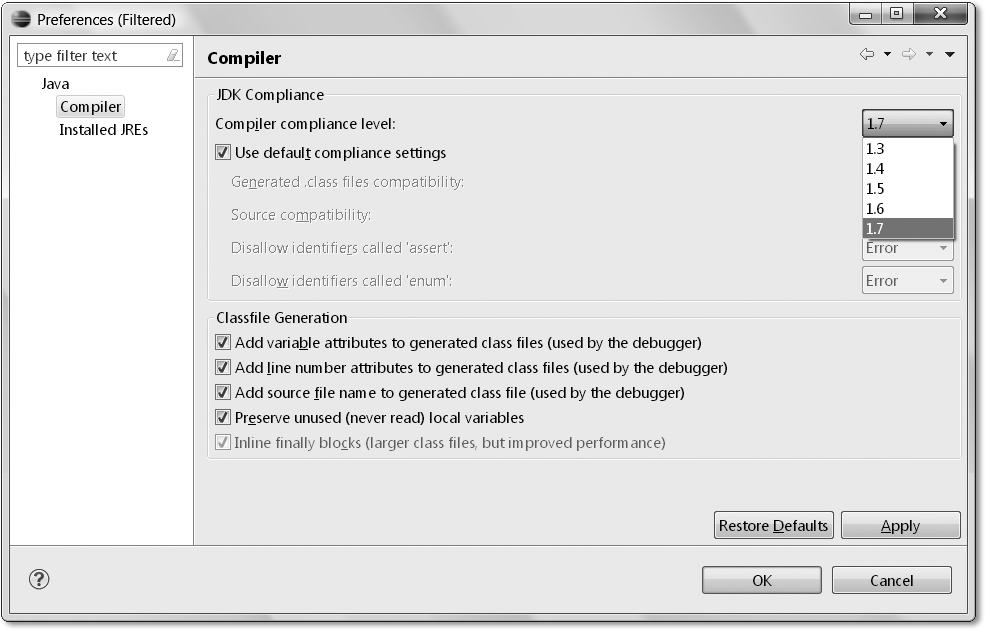 Preferences (Filtered)
type filter text
Java
Compiler
Installed JREs
Compiler
JDK Compliance
Compiler compliance level:
1.7
1.3
1.4
1.5
1.6
1.7
Use default compliance settings
Generated .class files compatibility:
Source compatibility:
Disallow identifiers called 'assert':
Error
Disallow identifiers called 'enum':
Error
Classfile Generation
Add variable attributes to generated class files (used by the debugger)
Add line number attributes to generated class files (used by the debugger)
Add source file name to generated class file (used by the debugger)
Preserve unused (never read) local variables
Inline finally blocks (larger class files, but improved performance)
Restore Defaults
Apply
?
OK
Cancel